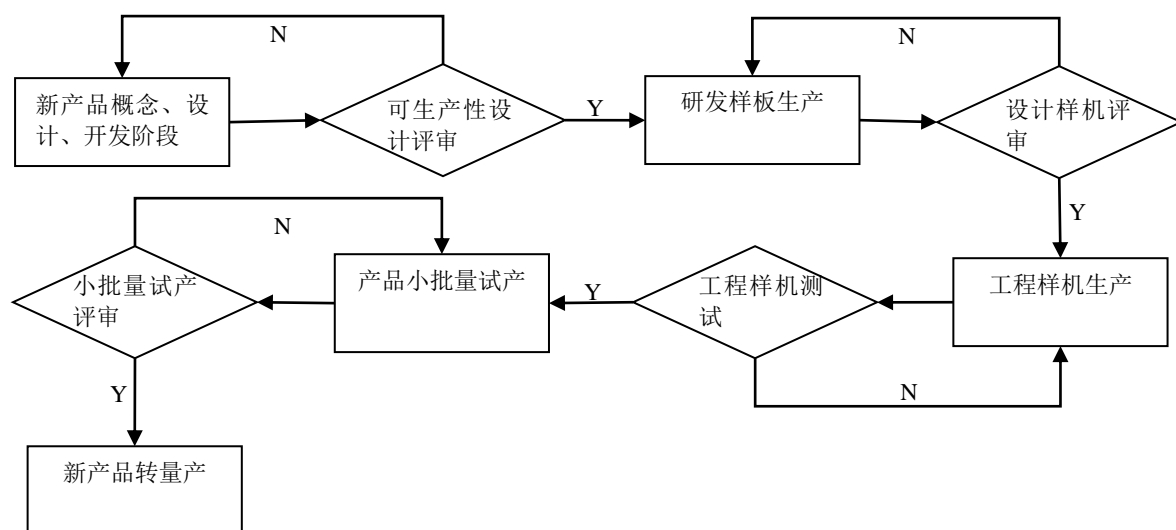 N
新产品概念、设
计、开发阶段
可生产性设
计评审
Y
研发样板生产
N
设计样机评
审
Y
工程样机生产
工程样机测
试
N
Y
产品小批量试产
N
小批量试产
评审
Y
新产品转量产